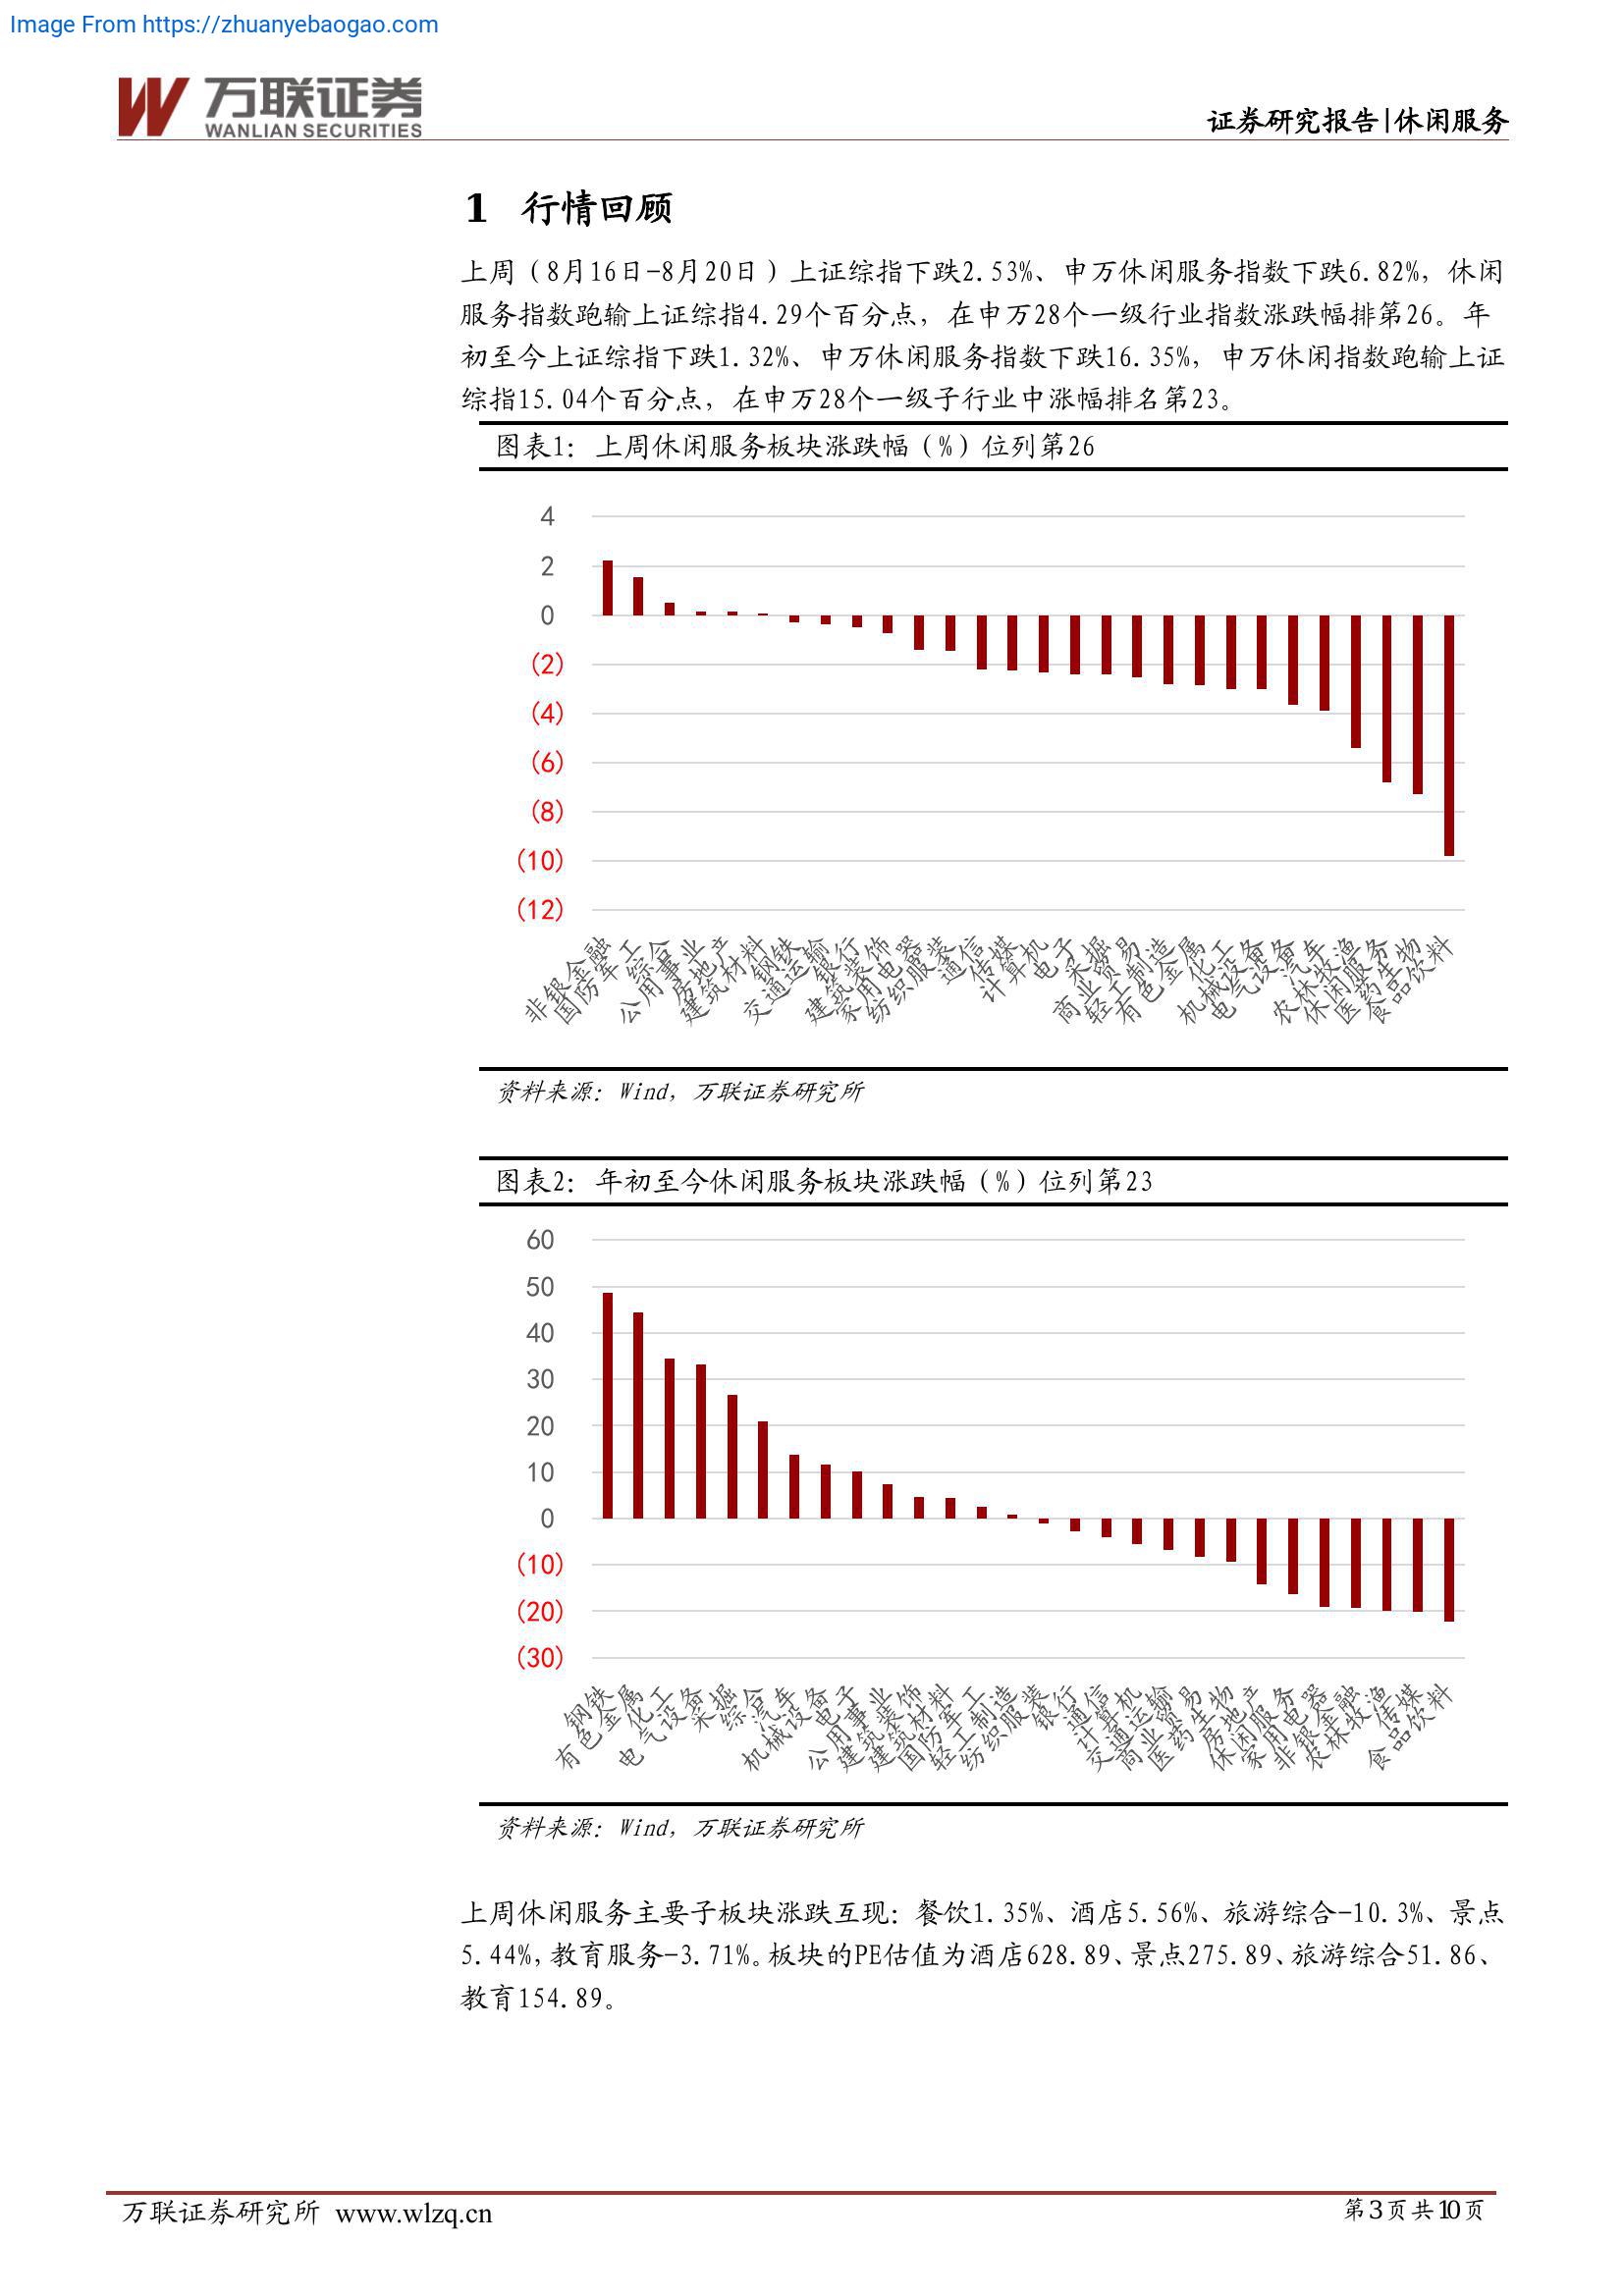 Image From https://zhuanyebaogao.com
万联证券
WANLIAN SECURITIES
证券研究报告|休闲服务
1 行情回顾
上周（8月16日-8月20日）上证综指下跌2.53%、申万休闲服务指数下跌6.82%，休闲
服务指数跑输上证综指4.29个百分点，在申万28个一级行业指数涨跌幅排第26。年
初至今上证综指下跌1.32%、申万休闲服务指数下跌16.35%，申万休闲指数跑输上证
综指15.04个百分点，在申万28个一级子行业中涨幅排名第23。
图表1：上周休闲服务板块涨跌幅（%）位列第26
4
2
0
(2)
(4)
(6)
(8)
(10)
(12)
非银金融
国防军工
综合
公用事业
房地产
建筑材料
钢铁
交通运输
银行
建筑装饰
家用电器
纺织服装
通信
传媒
计算机
电子
采掘
商业贸易
轻工制造
有色金属
化工
机械设备
电气设备
汽车
农林牧渔
休闲服务
医药生物
食品饮料
资料来源：Wind，万联证券研究所
图表2：年初至今休闲服务板块涨跌幅（%）位列第23
60
50
40
30
20
10
0
(10)
(20)
(30)
钢铁
有色金属
化工
电气设备
采掘
综合
汽车
机械设备
电子
公用事业
建筑装饰
建筑材料
国防军工
轻工制造
纺织服装
银行
通信
计算机
交通运输
商业贸易
医药生物
房地产
休闲服务
家用电器
非银金融
农林牧渔
传媒
食品饮料
资料来源：Wind，万联证券研究所
上周休闲服务主要子板块涨跌互现：餐饮1.35%、酒店5.56%、旅游综合-10.3%、景点
5.44%,教育服务-3.71%。板块的PE估值为酒店628.89、景点275.89、旅游综合51.86、
教育154.89。
万联证券研究所 www.wlzq.cn
第3页共10页